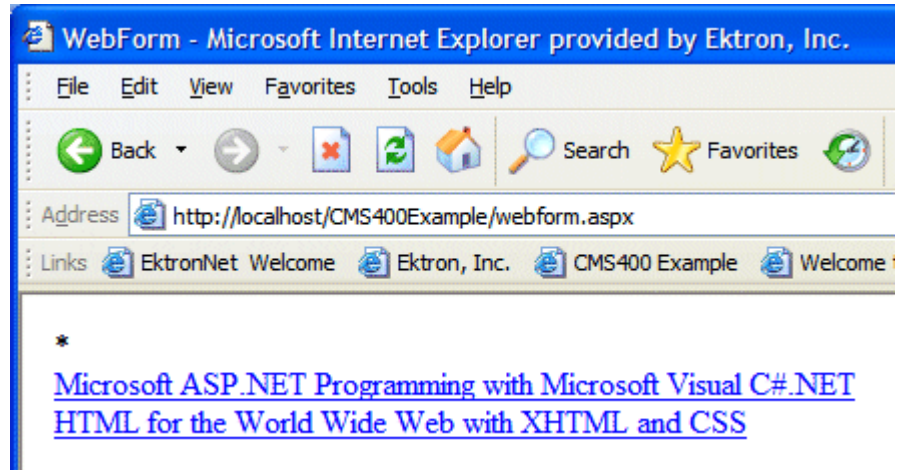 WebForm - Microsoft Internet Explorer provided by Ektron, Inc.
File Edit View Favorites Tools Help
Back Search Favorites
Address http://localhost/CMS400Example/webform.aspx
Links EktronNet Welcome Ektron, Inc. CMS400 Example Welcome
*
Microsoft ASP.NET Programming with Microsoft Visual C#.NET
HTML for the World Wide Web with XHTML and CSS